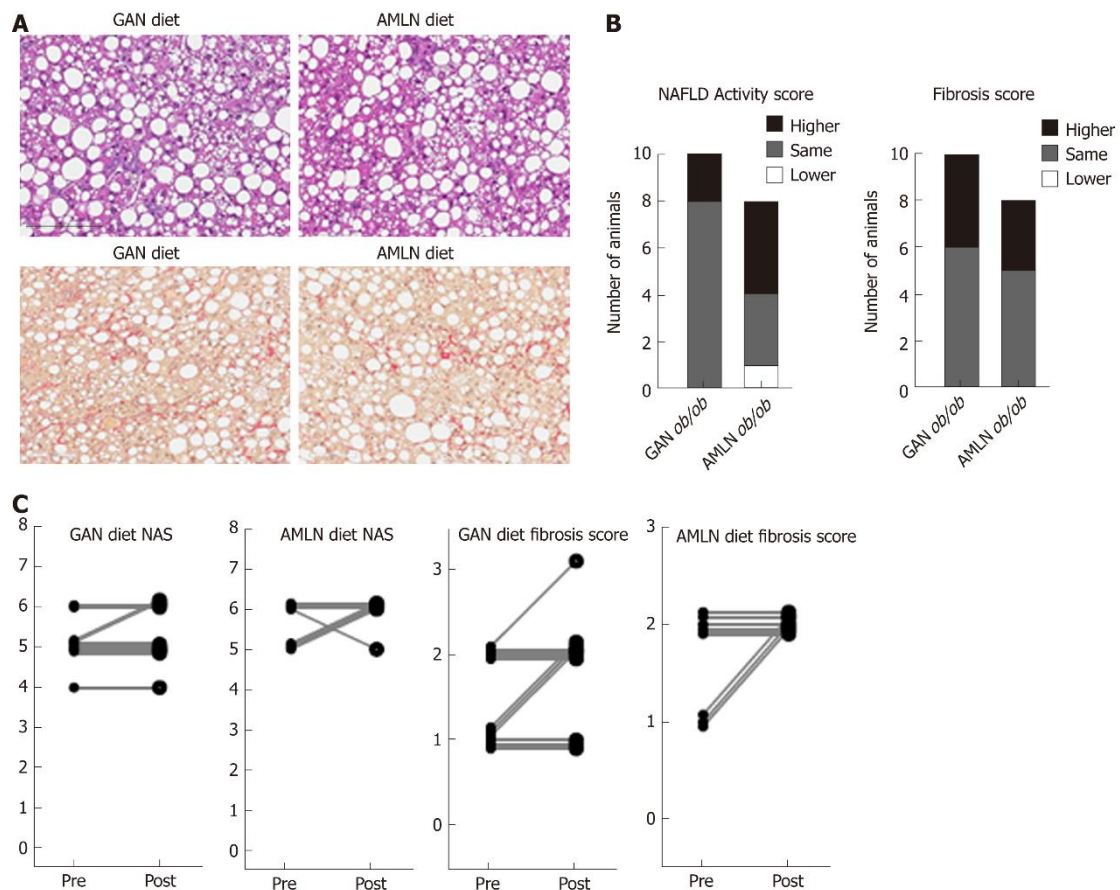 A
GAN diet
AMLN diet
GAN diet
AMLN diet
B
NAFLD Activity score
Higher
Same
Lower
10
8
6
4
2
0
Number of animals
GAN ob/ob
AMLN ob/ob
Fibrosis score
Higher
Same
Lower
10
8
6
4
2
0
Number of animals
GAN ob/ob
AMLN ob/ob
C
GAN diet NAS
8
7
6
5
4
3
2
1
0
Pre Post
AMLN diet NAS
8
7
6
5
4
3
2
1
0
Pre Post
GAN diet fibrosis score
3
2
1
0
Pre Post
AMLN diet fibrosis score
3
2
1
0
Pre Post